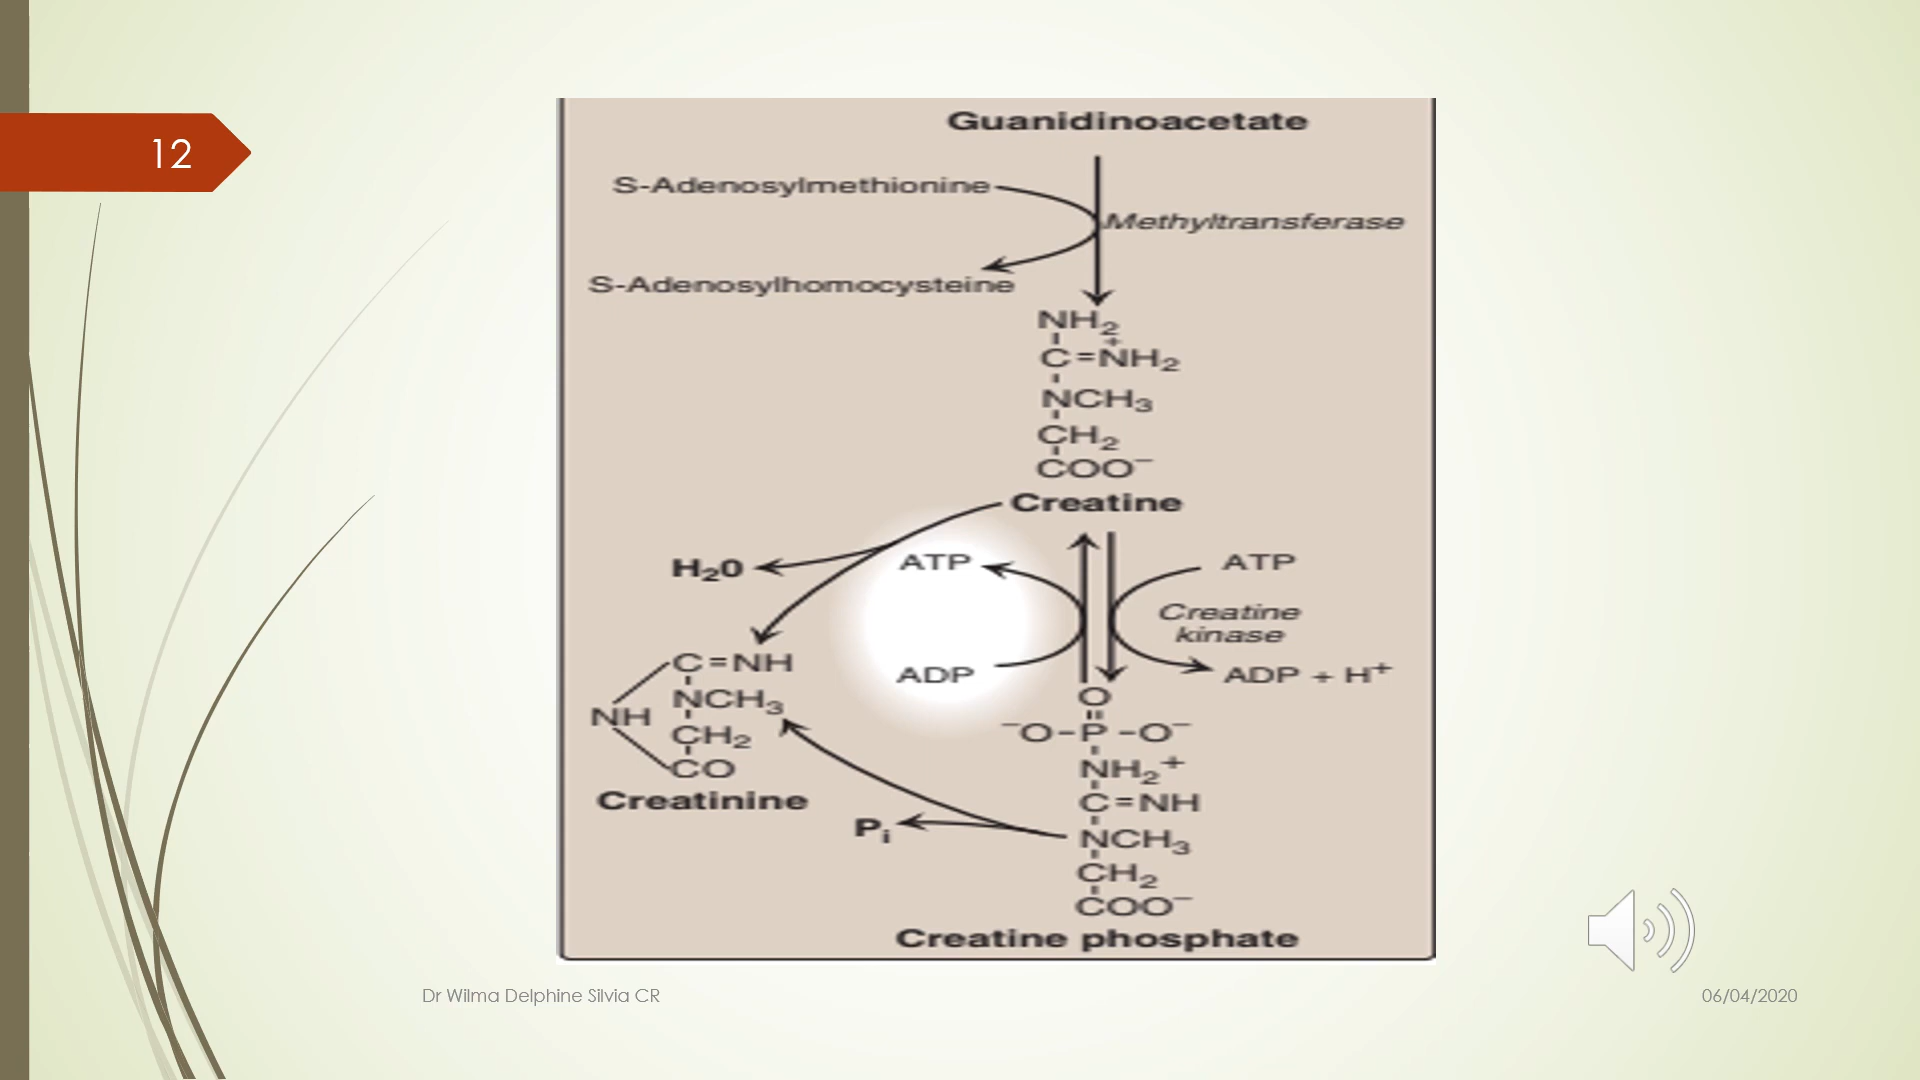 12
Guanidinoacetate
S-Adenosylmethionine
Methyltransferase
S-Adenosylhomocysteine
NH₂
C=N⁺H₂
NCH₃
CH₂
COO⁻
Creatine
H₂0
ATP
ATP
Creatine
kinase
ADP
ADP + H⁺
C=NH
NCH₃
NH
CH₂
CO
Creatinine
Pᵢ
O
⁻O-P-O⁻
NH₂⁺
C=NH
NCH₃
CH₂
COO⁻
Creatine phosphate
Dr Wilma Delphine Silvia CR
06/04/2020